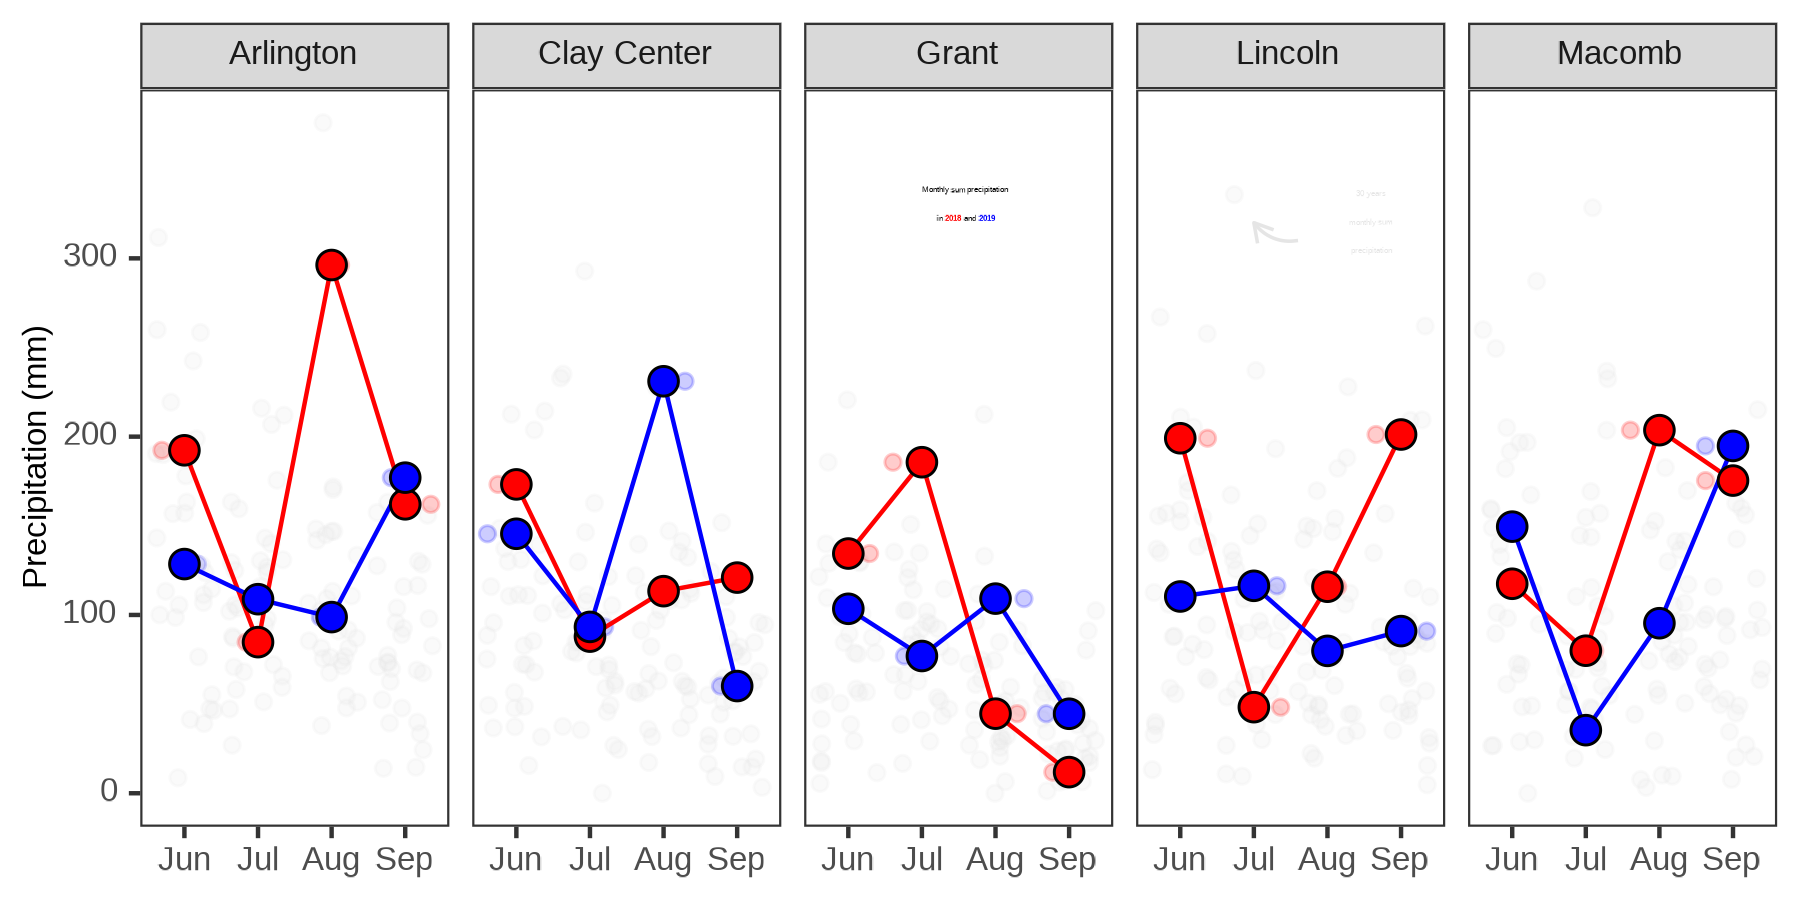 Arlington Clay Center Grant Lincoln Macomb
Monthly sum precipitation
in 2018 and 2019
20 years
monthly sum
precipitation
Precipitation (mm)
300
200
100
0
Jun Jul Aug Sep Jun Jul Aug Sep Jun Jul Aug Sep Jun Jul Aug Sep Jun Jul Aug Sep